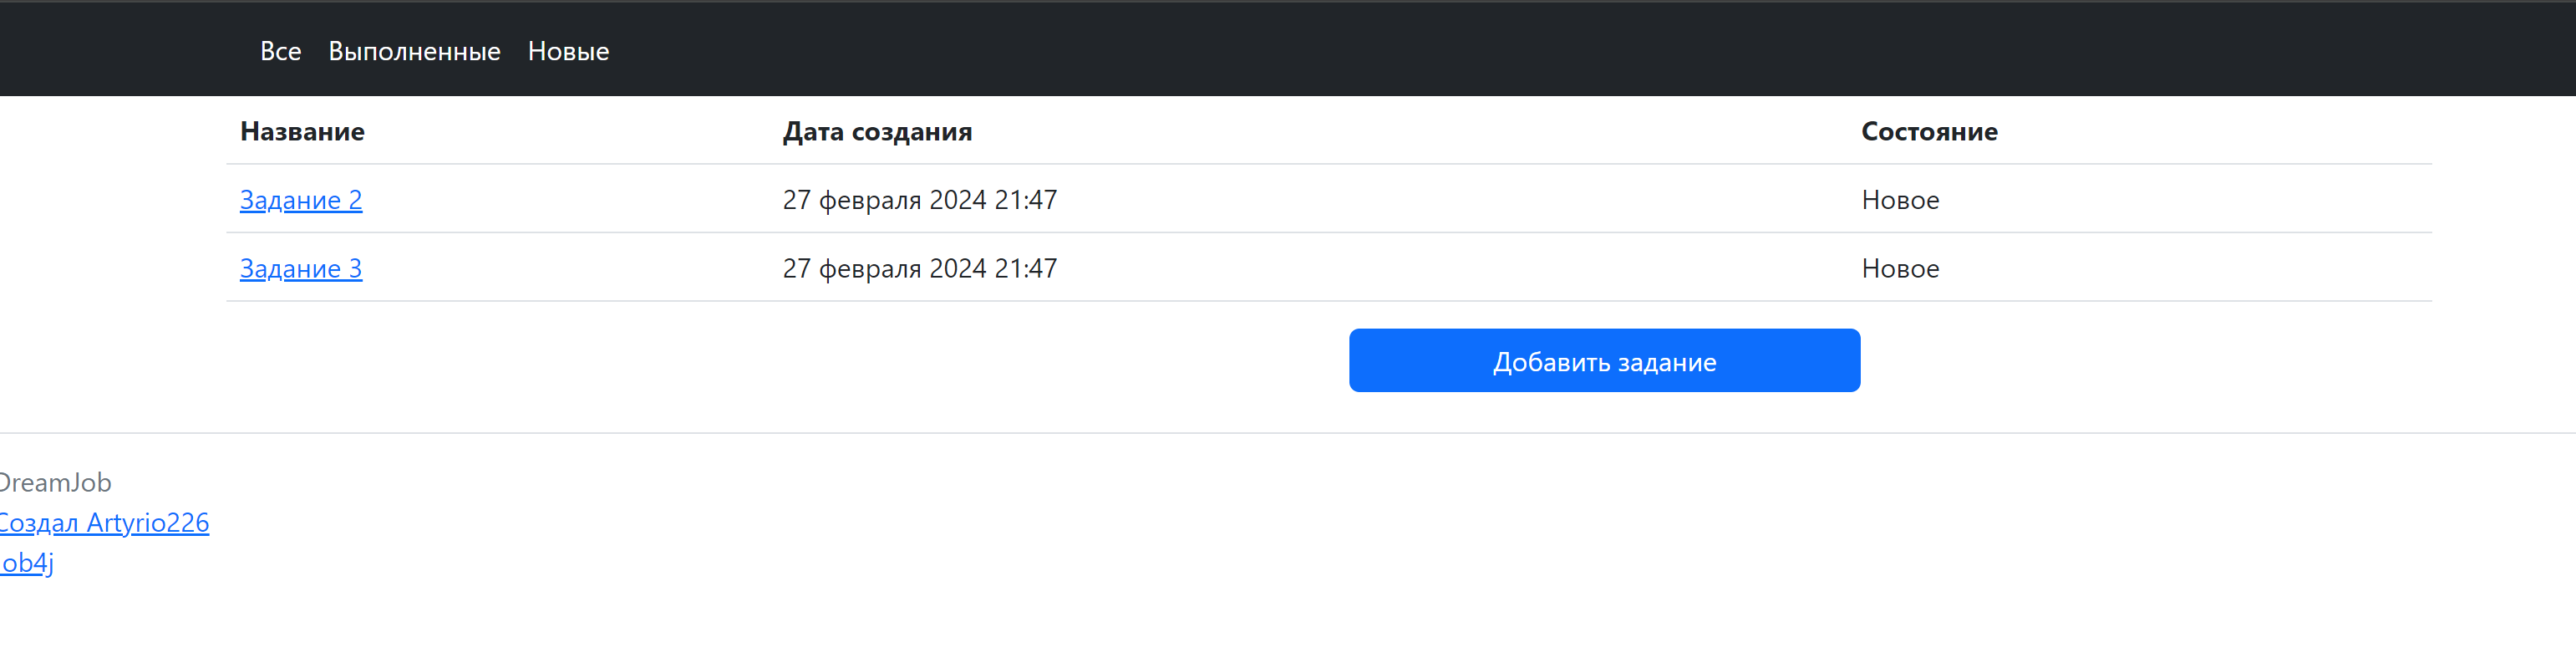 Все Выполненные Новые
Название Дата создания Состояние
Задание 2 27 февраля 2024 21:47 Новое
Задание 3 27 февраля 2024 21:47 Новое
Добавить задание
DreamJob
Создал Artyrio226
ob4j